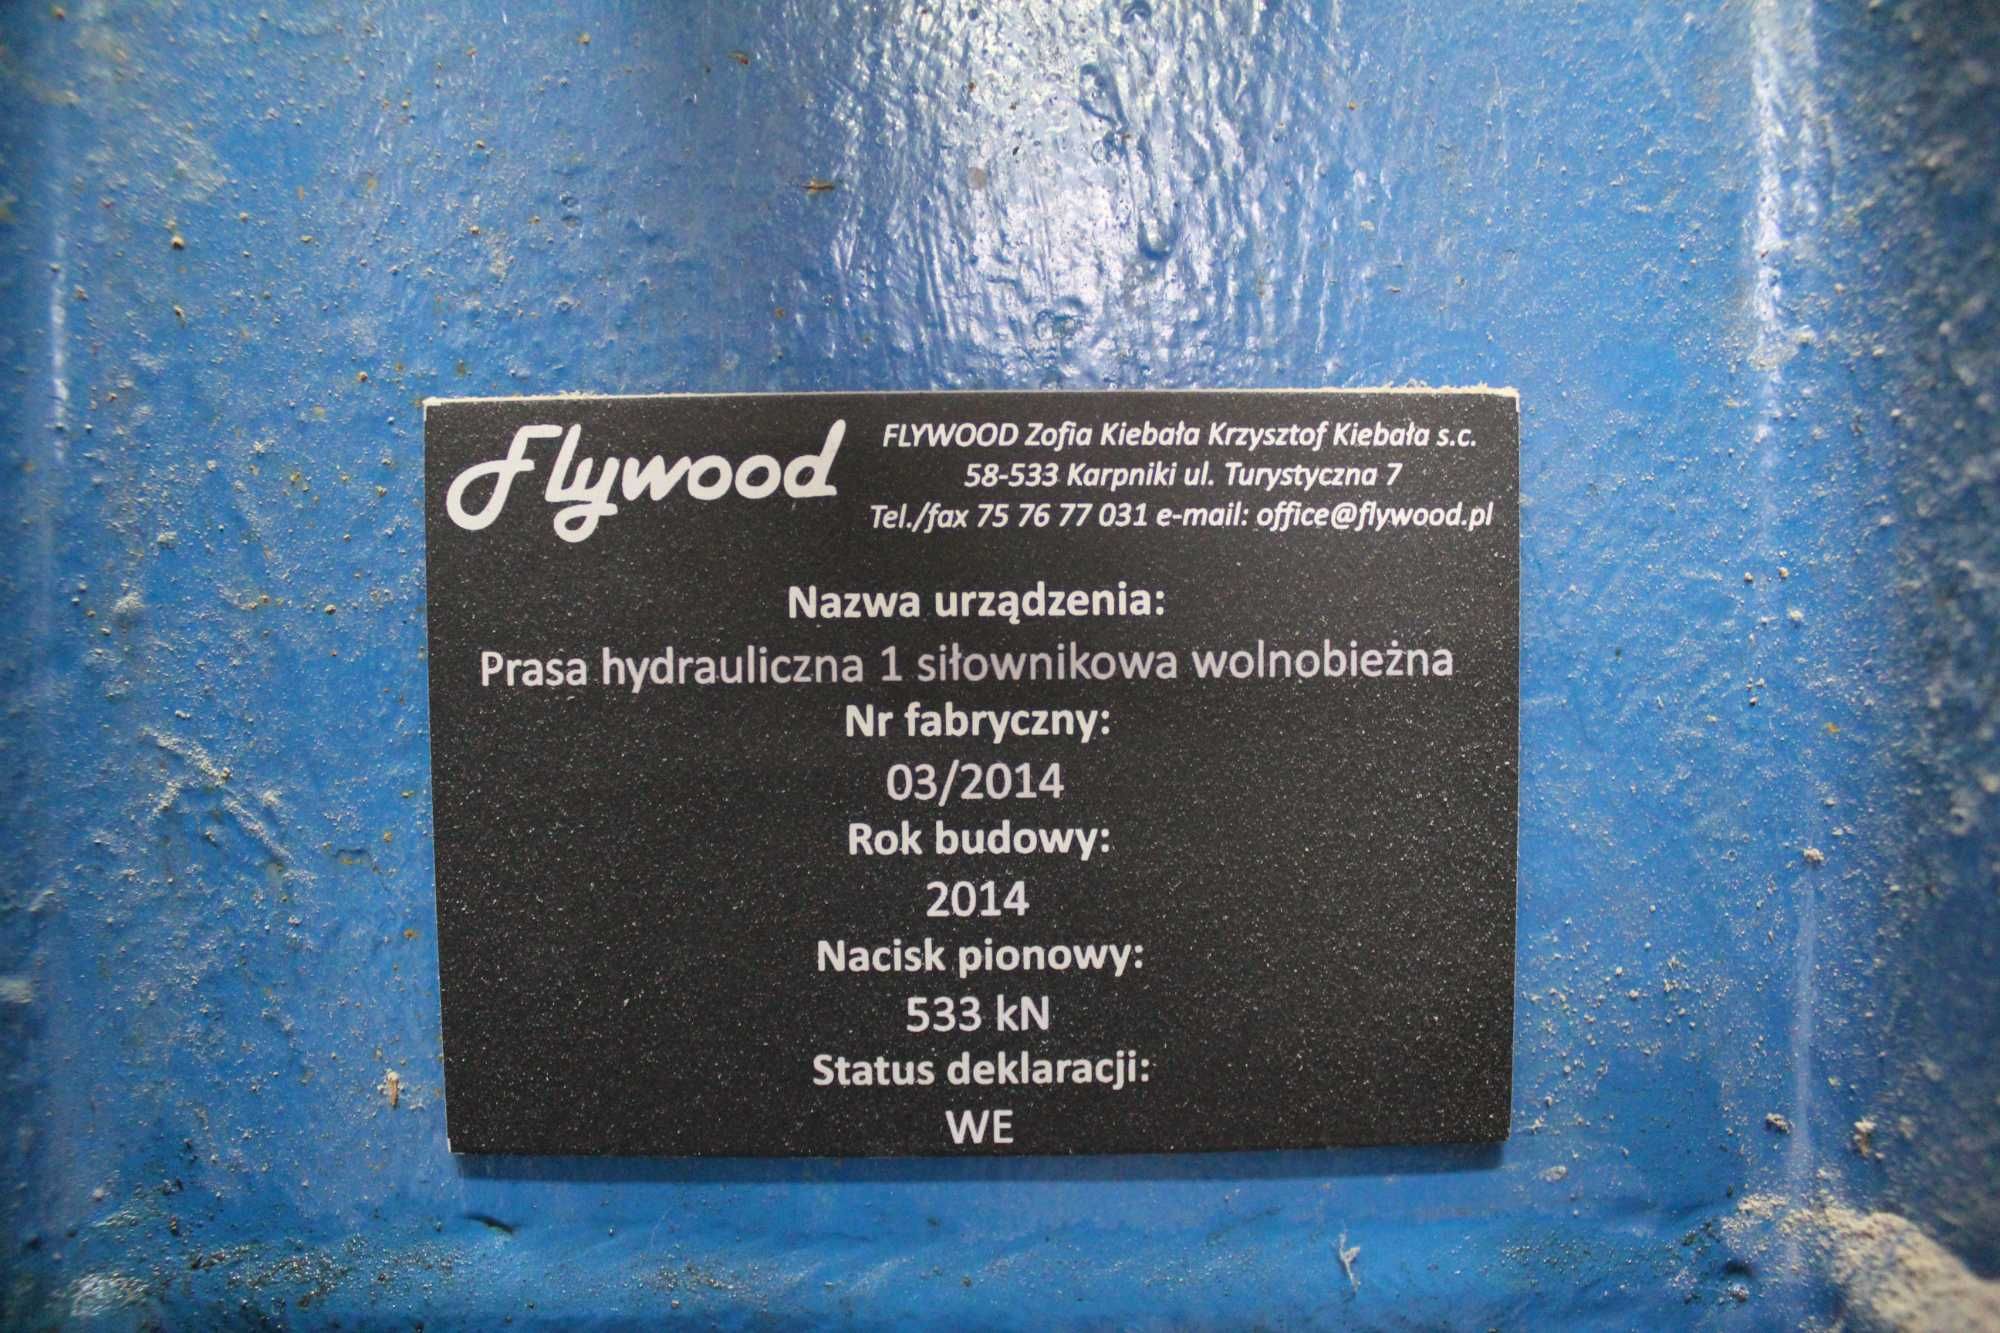 Flywood
FLYWOOD Zofia Kiebała Krzysztof Kiebała s.c.
58-533 Karpniki ul. Turystyczna 7
Tel./fax 75 76 77 031 e-mail: office@flywood.pl
Nazwa urządzenia:
Prasa hydrauliczna 1 siłownikowa wolnobieżna
Nr fabryczny:
03/2014
Rok budowy:
2014
Nacisk pionowy:
533 kN
Status deklaracji:
WE